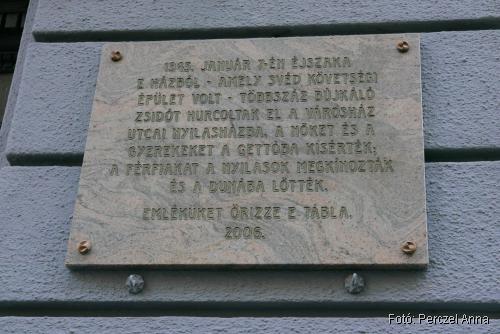 1945. JANUÁR 7-ÉN ÉJSZAKA
E HÁZBÓL - AMELY SVÉD KÖVETSÉGI
ÉPÜLET VOLT - TÖBBSZÁZ BÚJKÁLÓ
ZSIDÓT HURCOLTAK EL A VÁROSHÁZ
UTCAI NYILASHÁZBA, A NŐKET ÉS A
GYEREKEKET A GETTÓBA KISÉRTÉK;
A FÉRFIAKAT A NYILASOK MEGKÍNOZTÁK
ÉS A DUNÁBA LŐTTÉK.
EMLÉKÜKET ŐRIZZE E TÁBLA.
2006.
Fotó: Perczel Anna